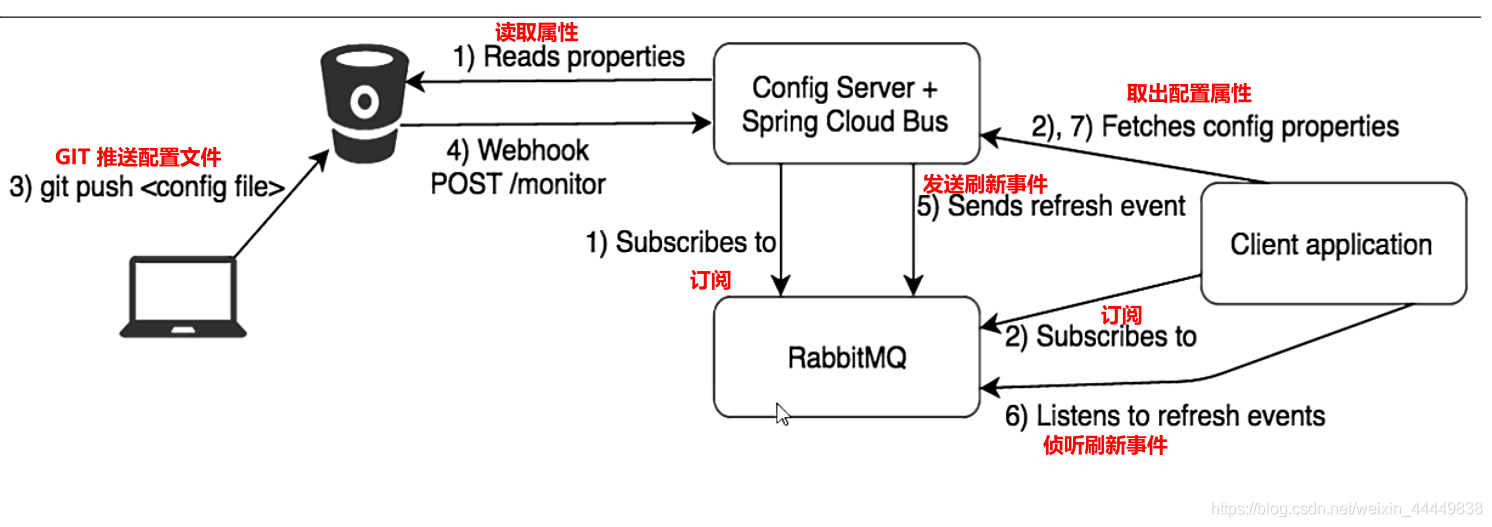 读取属性
1) Reads properties
Config Server +
Spring Cloud Bus
取出配置属性
2), 7) Fetches config properties
GIT 推送配置文件
3) git push <config file>
4) Webhook
POST /monitor
发送刷新事件
5) Sends refresh event
1) Subscribes to
订阅
Client application
订阅
2) Subscribes to
RabbitMQ
6) Listens to refresh events
侦听刷新事件
https://blog.csdn.net/weixin_44449838